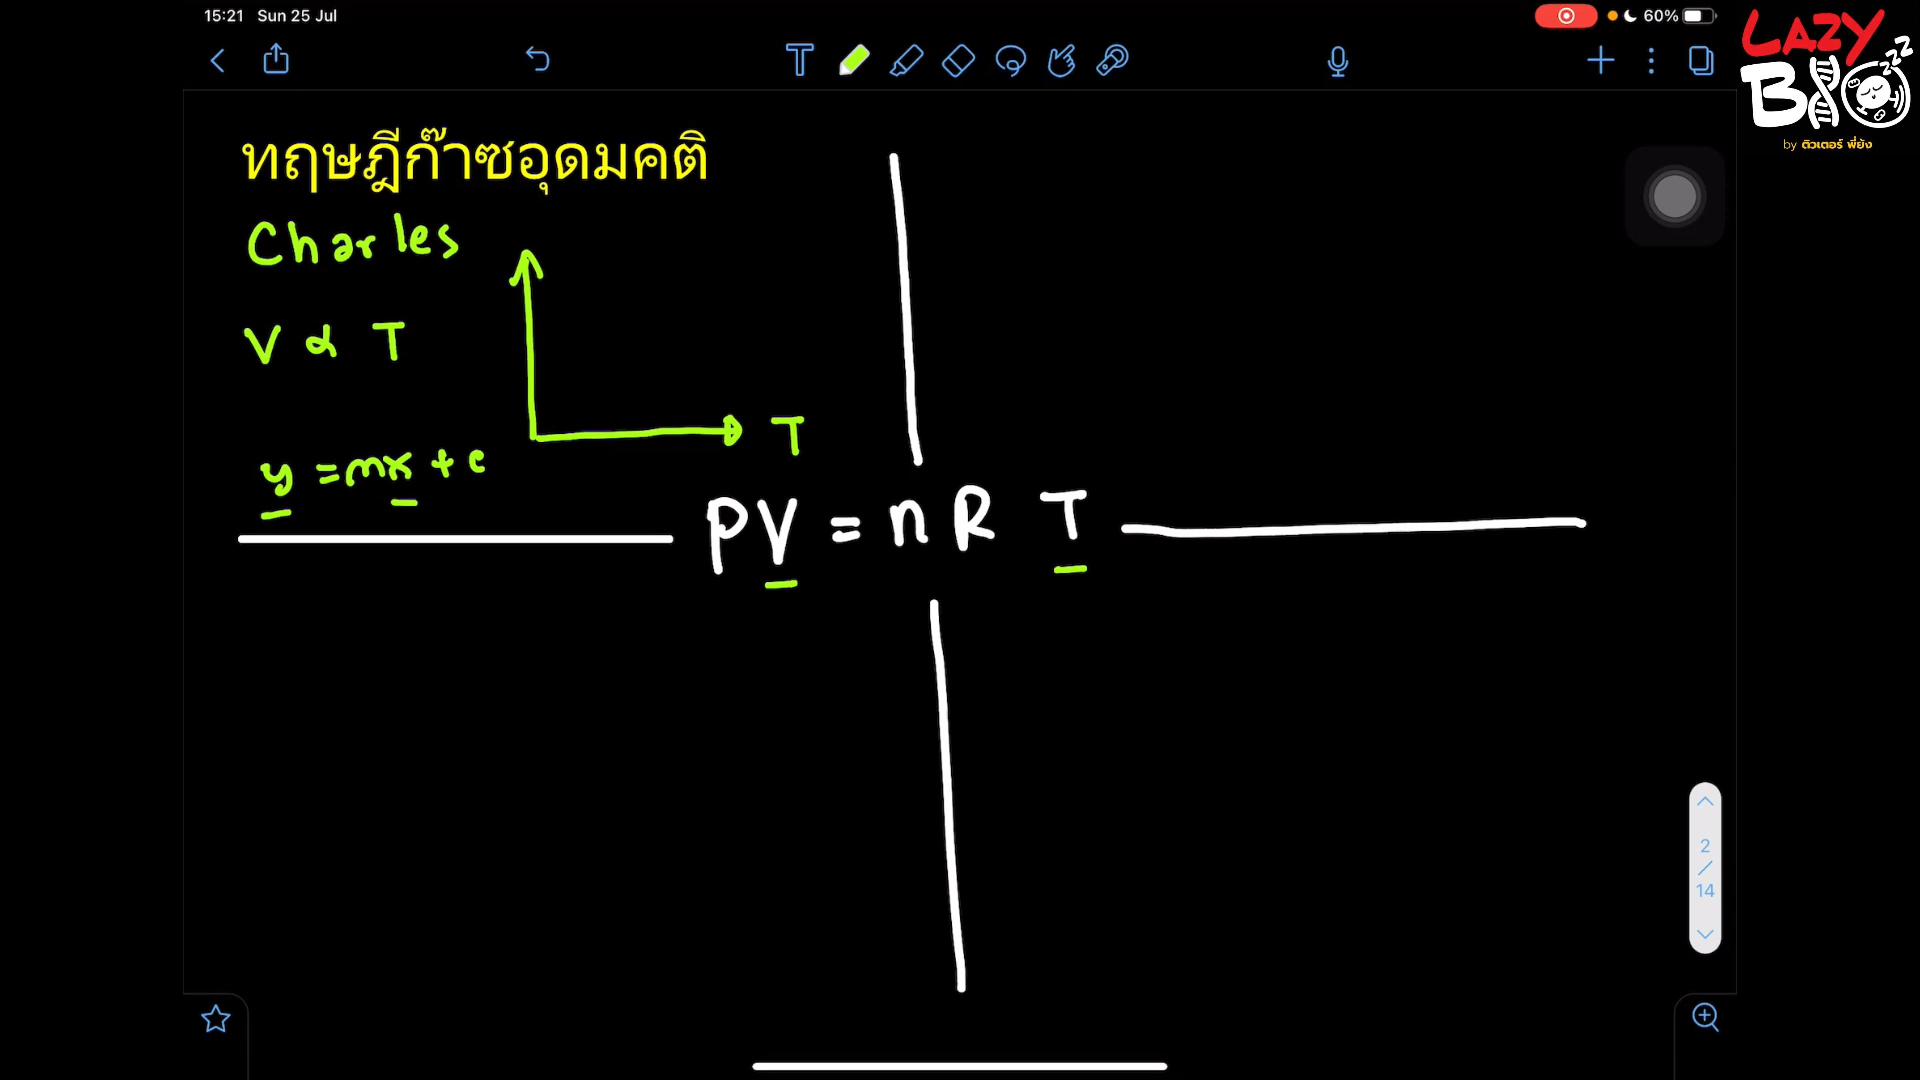 15:21 Sun 25 Jul
60%
LAZY
BIO zzz
by ติวเตอร์ พี่ยัง
T
ทฤษฎีก๊าซอุดมคติ
Charles
V α T
T
y = mx + c
PV = nRT
2
/
14